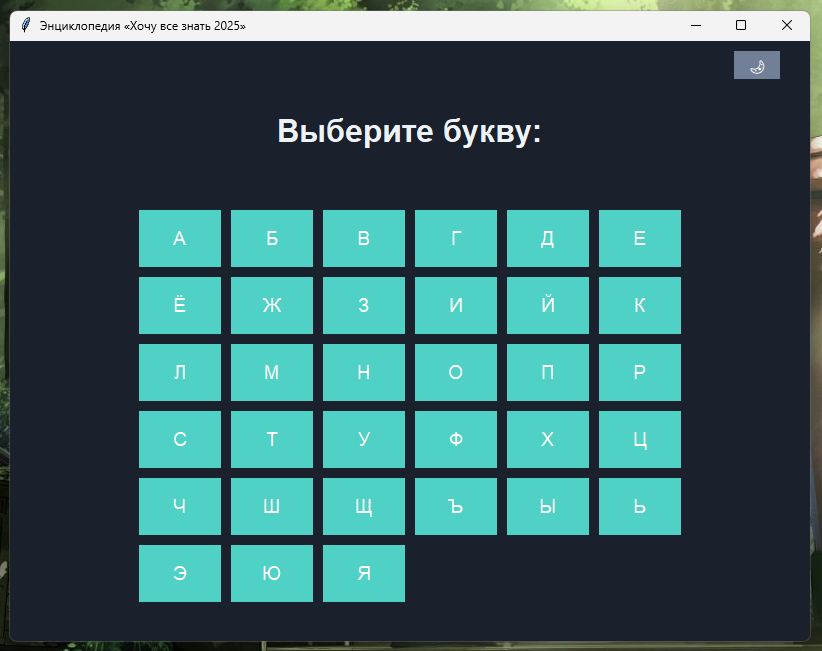 Энциклопедия «Хочу все знать 2025»
Выберите букву:
А Б В Г Д Е
Ё Ж З И Й К
Л М Н О П Р
С Т У Ф Х Ц
Ч Ш Щ Ъ Ы Ь
Э Ю Я